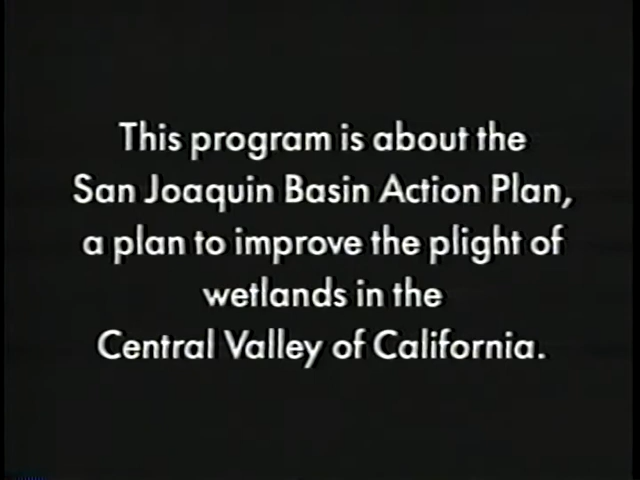 This program is about the
San Joaquin Basin Action Plan,
a plan to improve the plight of
wetlands in the
Central Valley of California.